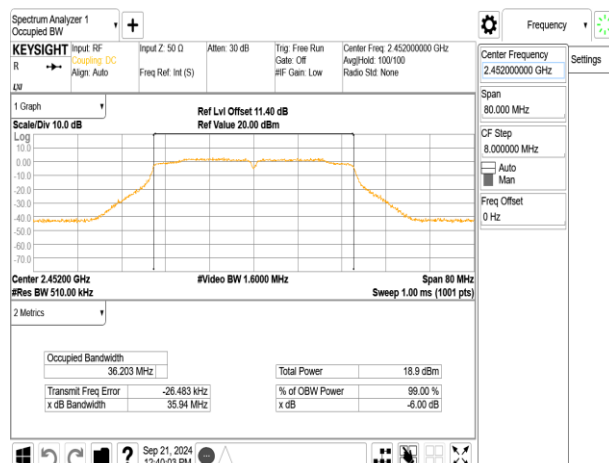 Spectrum Analyzer 1
Occupied BW
+
Frequency
KEYSIGHT
Input: RF
Coupling: DC
Align: Auto
Input Z: 50 Ω
Freq Ref: Int (S)
Atten: 30 dB
Trig: Free Run
Gate: Off
#IF Gain: Low
Center Freq: 2.452000000 GHz
Avg|Hold: 100/100
Radio Std: None
R
LXI
Center Frequency
2.452000000 GHz
Settings
Span
80.000 MHz
CF Step
8.000000 MHz
Auto
Man
Freq Offset
0 Hz
1 Graph
Scale/Div 10.0 dB
Ref Lvl Offset 11.40 dB
Ref Value 20.00 dBm
Log
10.0
0.00
-10.0
-20.0
-30.0
-40.0
-50.0
-60.0
-70.0
Center 2.45200 GHz
#Video BW 1.6000 MHz
Span 80 MHz
#Res BW 510.00 kHz
Sweep 1.00 ms (1001 pts)
2 Metrics
Occupied Bandwidth
36.203 MHz
Total Power 18.9 dBm
Transmit Freq Error -26.483 kHz
% of OBW Power 99.00 %
x dB Bandwidth 35.94 MHz
x dB -6.00 dB
?
Sep 21, 2024
12:40:03 PM